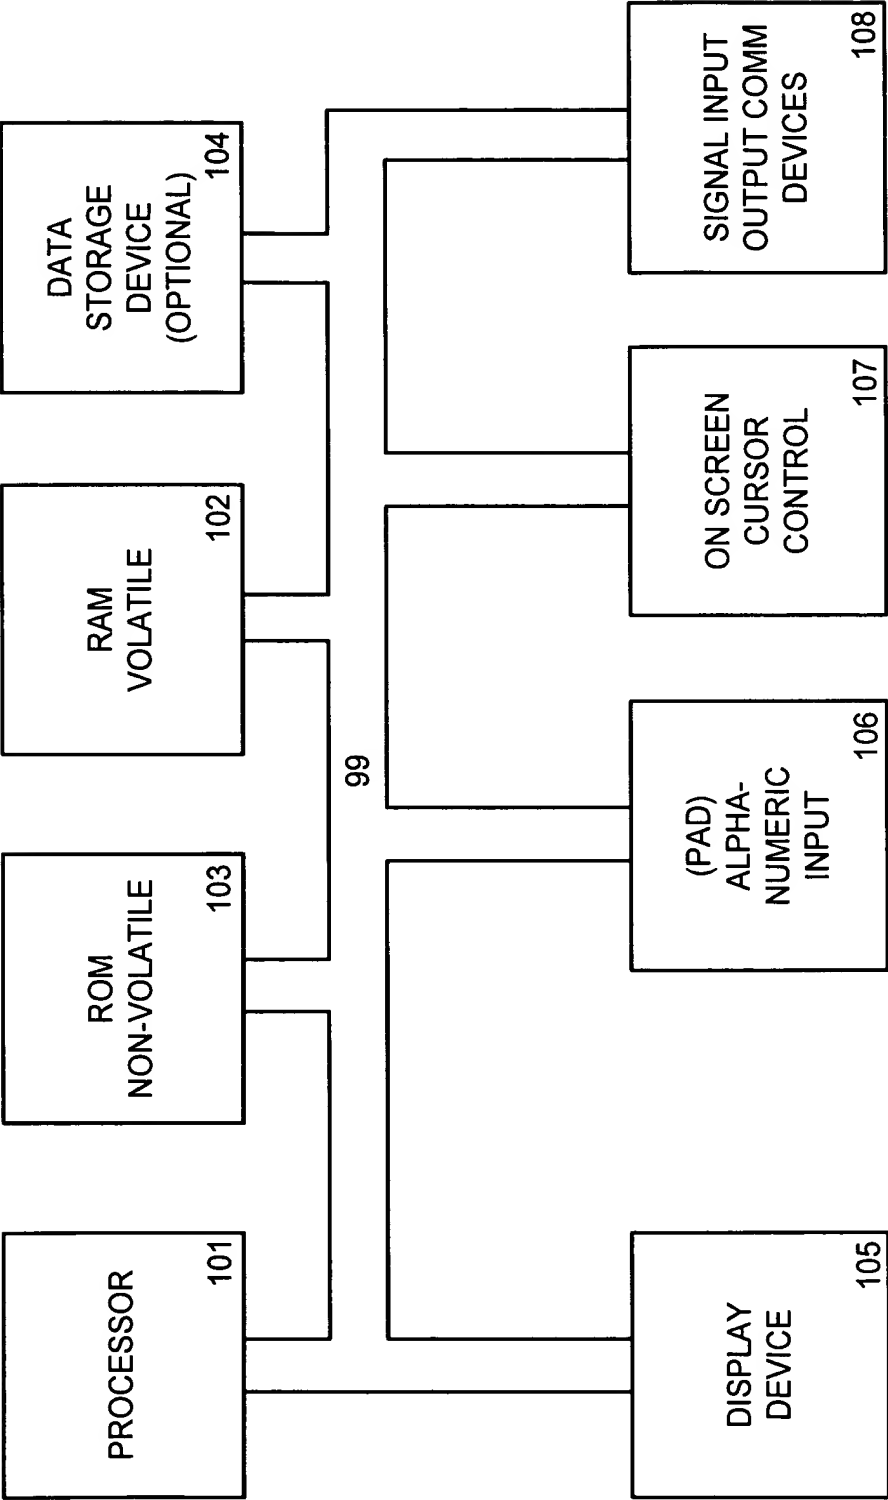 PROCESSOR
101
ROM
NON-VOLATILE
103
RAM
VOLATILE
102
DATA
STORAGE
DEVICE
(OPTIONAL)
104
99
DISPLAY
DEVICE
105
(PAD)
ALPHA-
NUMERIC
INPUT
106
ON SCREEN
CURSOR
CONTROL
107
SIGNAL INPUT
OUTPUT COMM
DEVICES
108